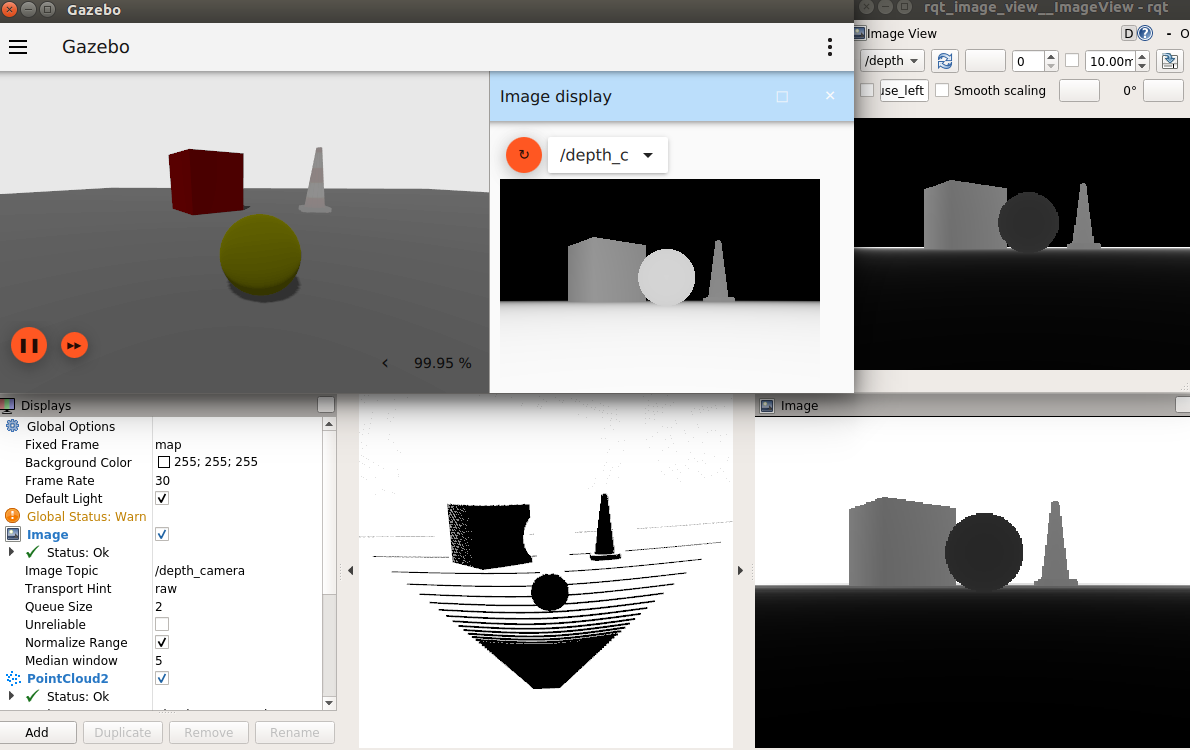 Gazebo
Gazebo
Image display
/depth_c
99.95 %
rqt_image_view__ImageView - rqt
Image View
D
- O
/depth
0
10.00m
use_left
Smooth scaling
0°
Displays
Global Options
Fixed Frame map
Background Color 255; 255; 255
Frame Rate 30
Default Light
Global Status: Warn
Image
Status: Ok
Image Topic /depth_camera
Transport Hint raw
Queue Size 2
Unreliable
Normalize Range
Median window 5
PointCloud2
Status: Ok
Add
Duplicate
Remove
Rename
Image